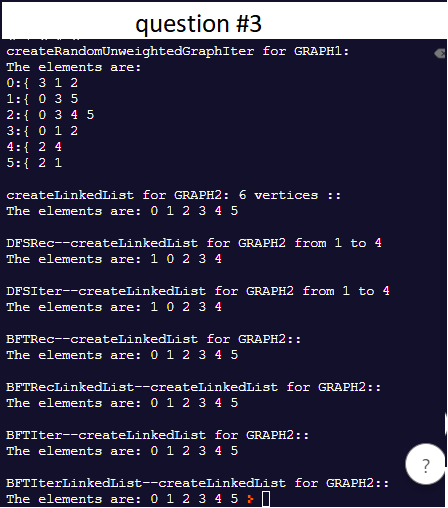 question #3
createRandomUnweightedGraphIter for GRAPH1:
The elements are:
0:{ 3 1 2
1:{ 0 3 5
2:{ 0 3 4 5
3:{ 0 1 2
4:{ 2 4
5:{ 2 1
createLinkedList for GRAPH2: 6 vertices ::
The elements are: 0 1 2 3 4 5
DFSRec--createLinkedList for GRAPH2 from 1 to 4
The elements are: 1 0 2 3 4
DFSIter--createLinkedList for GRAPH2 from 1 to 4
The elements are: 1 0 2 3 4
BFTRec--createLinkedList for GRAPH2::
The elements are: 0 1 2 3 4 5
BFTRecLinkedList--createLinkedList for GRAPH2::
The elements are: 0 1 2 3 4 5
BFTIter--createLinkedList for GRAPH2::
The elements are: 0 1 2 3 4 5
?
BFTIterLinkedList--createLinkedList for GRAPH2::
The elements are: 0 1 2 3 4 5 >